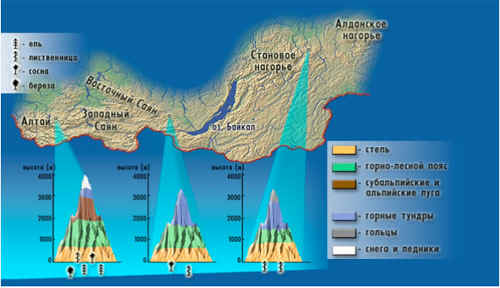 - ель
- лиственница
- сосна
- береза
Алданское
нагорье
Становое
нагорье
Восточный Саян
Западный
Саян
Алтай
оз. Байкал
высота (м)
4000
3000
2000
1000
0
высота (м)
4000
3000
2000
1000
0
высота (м)
4000
3000
2000
1000
0
- степь
- горно-лесной пояс
- субальпийские и
альпийские луга
- горные тундры
- гольцы
- снега и ледники